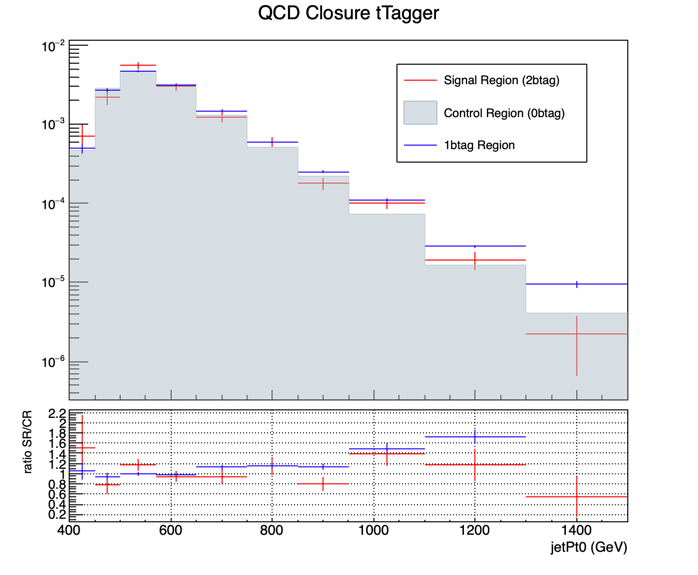 QCD Closure tTagger
10⁻²
10⁻³
10⁻⁴
10⁻⁵
10⁻⁶
Signal Region (2btag)
Control Region (0btag)
1btag Region
ratio SR/CR
2.2
2
1.8
1.6
1.4
1.2
1
0.8
0.6
0.4
0.2
400 600 800 1000 1200 1400
jetPt0 (GeV)